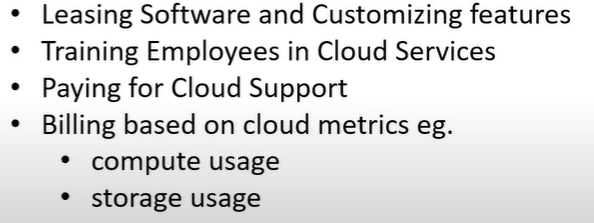 • Leasing Software and Customizing features
• Training Employees in Cloud Services
• Paying for Cloud Support
• Billing based on cloud metrics eg.
• compute usage
• storage usage